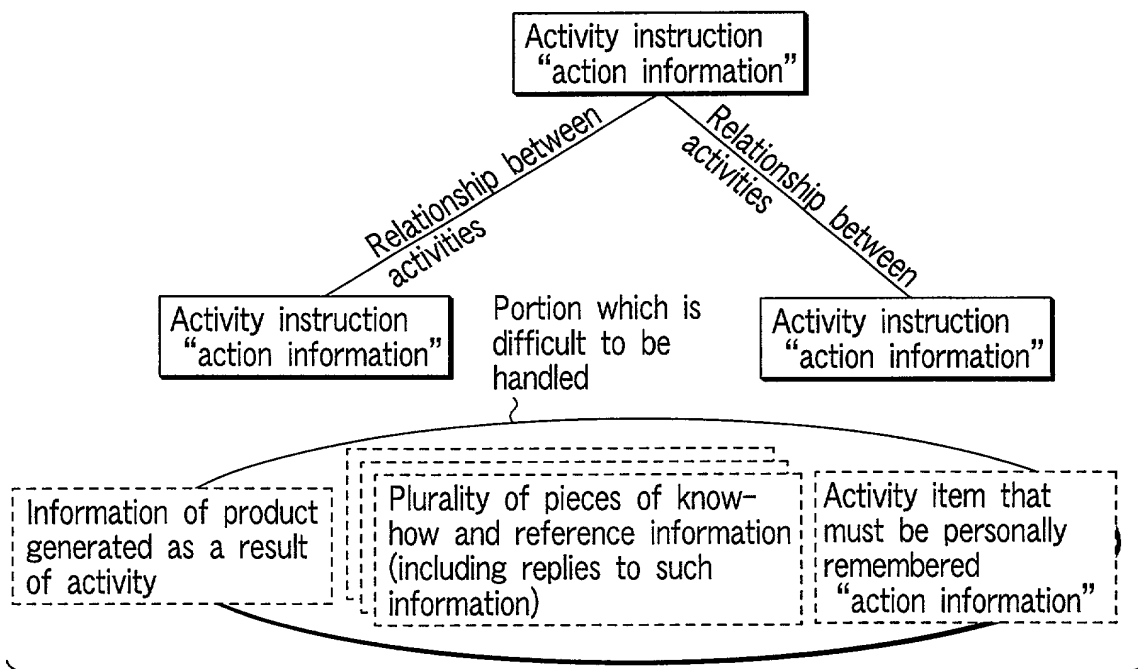 Activity instruction
“action information”
Relationship between
activities
Relationship between
activities
Activity instruction
“action information”
Portion which is
difficult to be
handled
Activity instruction
“action information”
Information of product
generated as a result
of activity
Plurality of pieces of know-
how and reference information
(including replies to such
information)
Activity item that
must be personally
remembered
“action information”